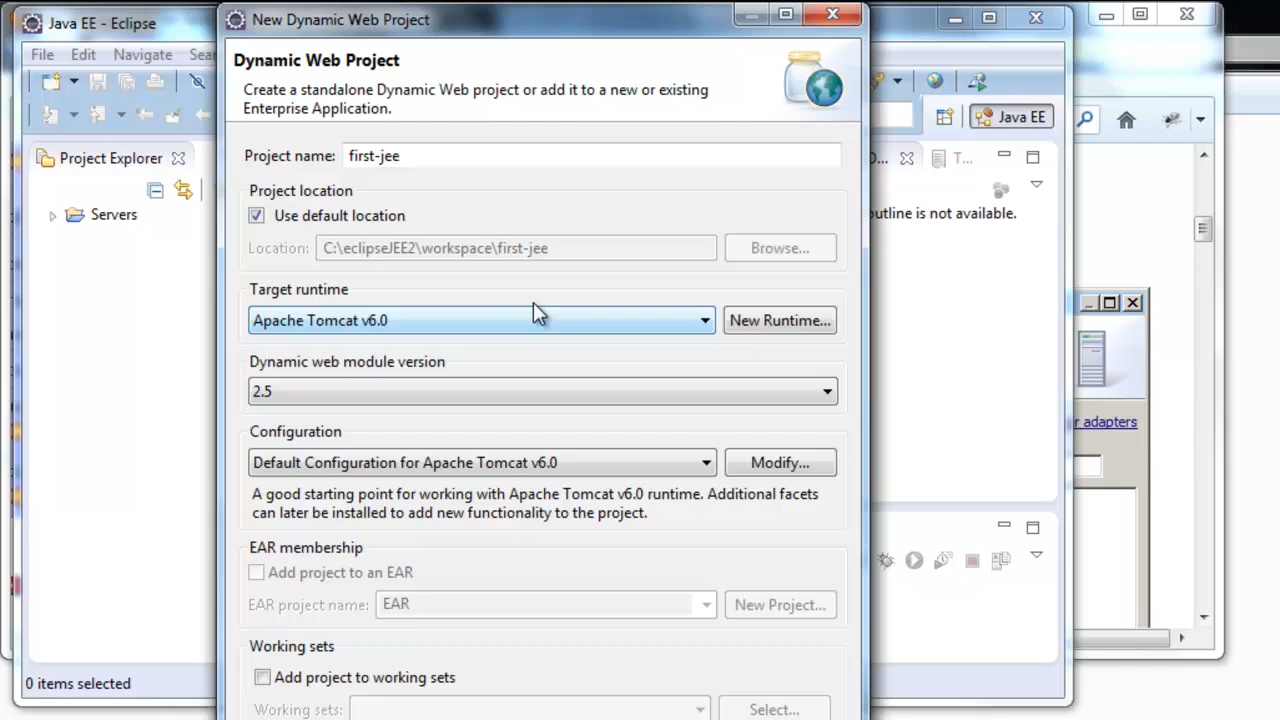 Java EE - Eclipse
New Dynamic Web Project
File Edit Navigate
Dynamic Web Project
Create a standalone Dynamic Web project or add it to a new or existing
Enterprise Application.
Java EE
Project Explorer
Project name: first-jee
Project location
Servers
Use default location
outline is not available.
Location: C:\eclipseJEE2\workspace\first-jee Browse...
Target runtime
Apache Tomcat v6.0 New Runtime...
Dynamic web module version
2.5
r adapters
Configuration
Default Configuration for Apache Tomcat v6.0 Modify...
A good starting point for working with Apache Tomcat v6.0 runtime. Additional facets
can later be installed to add new functionality to the project.
EAR membership
Add project to an EAR
EAR project name: EAR New Project...
Working sets
Add project to working sets
0 items selected
Working sets: Select...